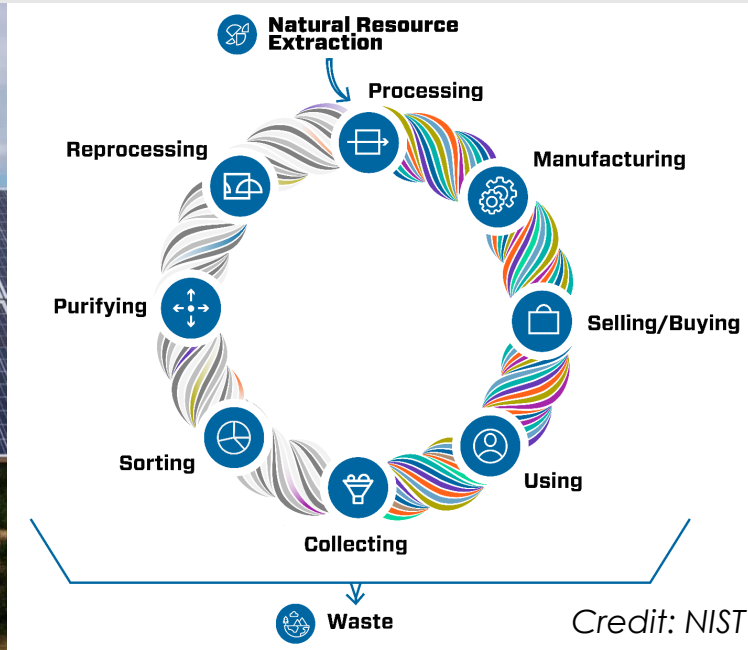 Natural Resource
Extraction
Processing
Reprocessing
Manufacturing
Purifying
Selling/Buying
Sorting
Using
Collecting
Waste
Credit: NIST